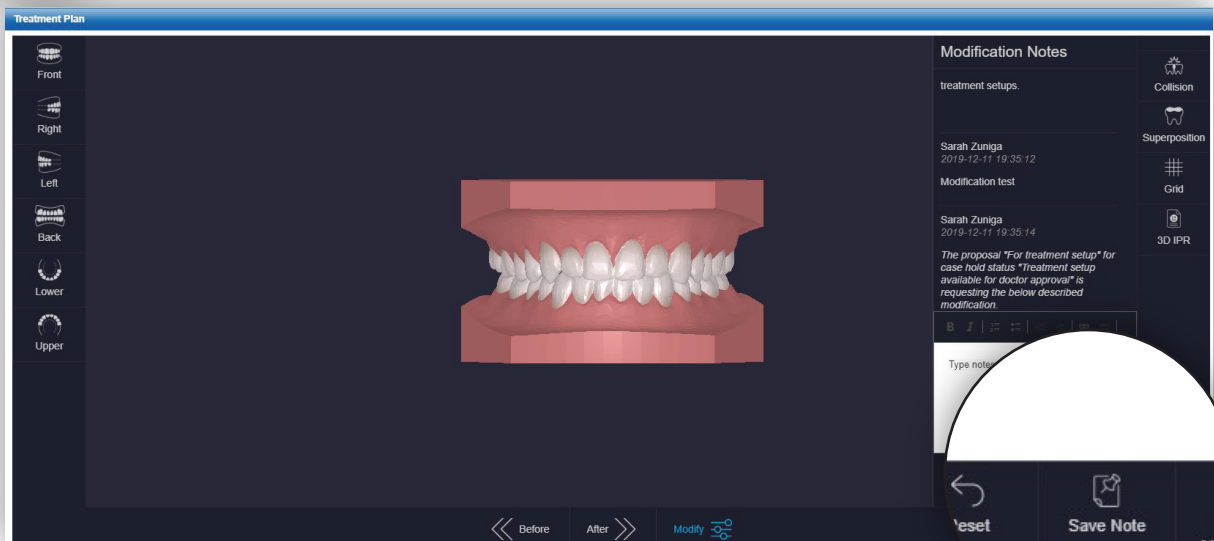 Treatment Plan
Front
Right
Left
Back
Lower
Upper
Modification Notes
treatment setups.
Sarah Zuniga
2019-12-11 19:35:12
Modification test
Sarah Zuniga
2019-12-11 19:35:14
The proposal "For treatment setup" for
case hold status "Treatment setup
available for doctor approval" is
requesting the below described
modification.
B I
Type notes
Collision
Superposition
Grid
3D IPR
Save Note
Before
After
Modify